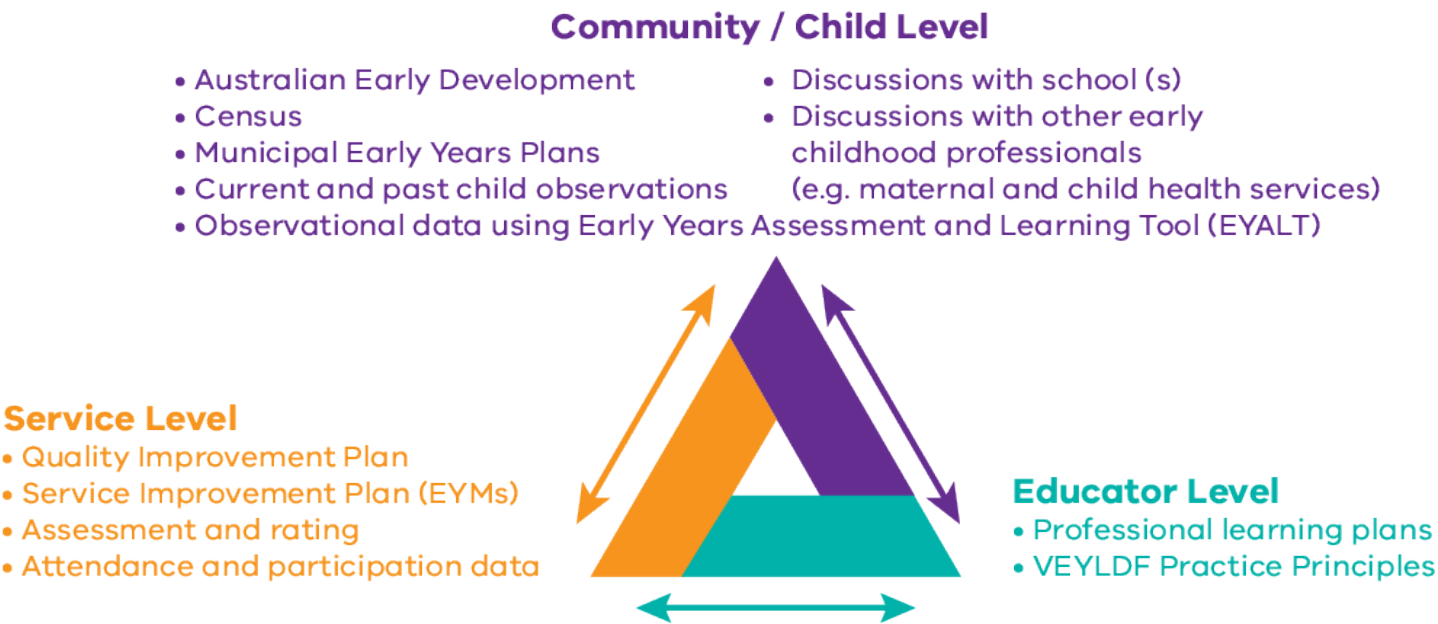 Community / Child Level
• Australian Early Development
• Census
• Municipal Early Years Plans
• Current and past child observations
• Observational data using Early Years Assessment and Learning Tool (EYALT)
• Discussions with school (s)
• Discussions with other early
childhood professionals
(e.g. maternal and child health services)
Service Level
• Quality Improvement Plan
• Service Improvement Plan (EYMs)
• Assessment and rating
• Attendance and participation data
Educator Level
• Professional learning plans
• VEYLDF Practice Principles